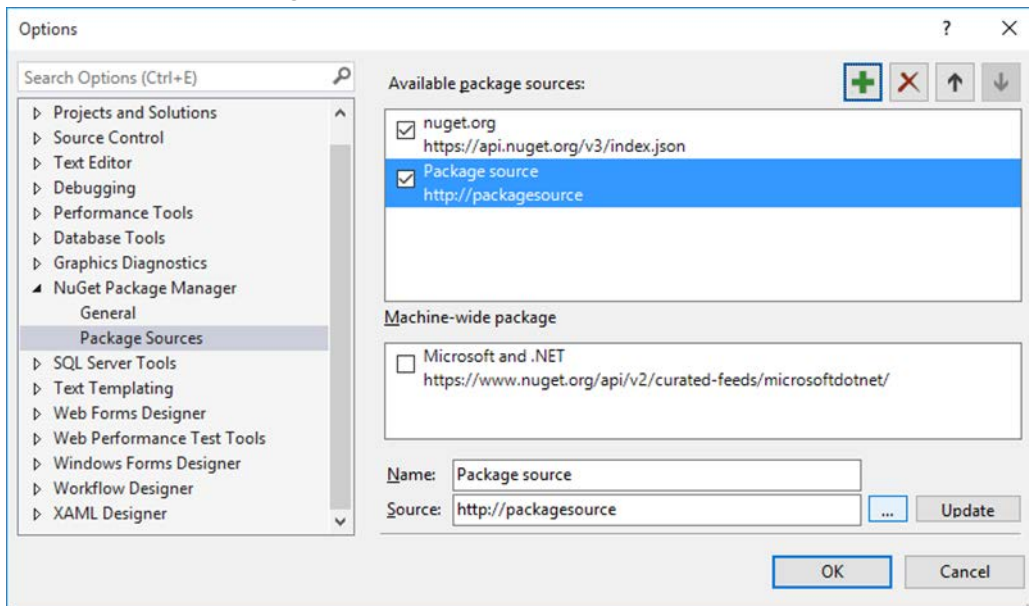 Options
?
Search Options (Ctrl+E)
Projects and Solutions
Source Control
Text Editor
Debugging
Performance Tools
Database Tools
Graphics Diagnostics
NuGet Package Manager
General
Package Sources
SQL Server Tools
Text Templating
Web Forms Designer
Web Performance Test Tools
Windows Forms Designer
Workflow Designer
XAML Designer
Available package sources:
nuget.org
https://api.nuget.org/v3/index.json
Package source
http://packagesource
Machine-wide package
Microsoft and .NET
https://www.nuget.org/api/v2/curated-feeds/microsoftdotnet/
Name: Package source
Source: http://packagesource ... Update
OK Cancel